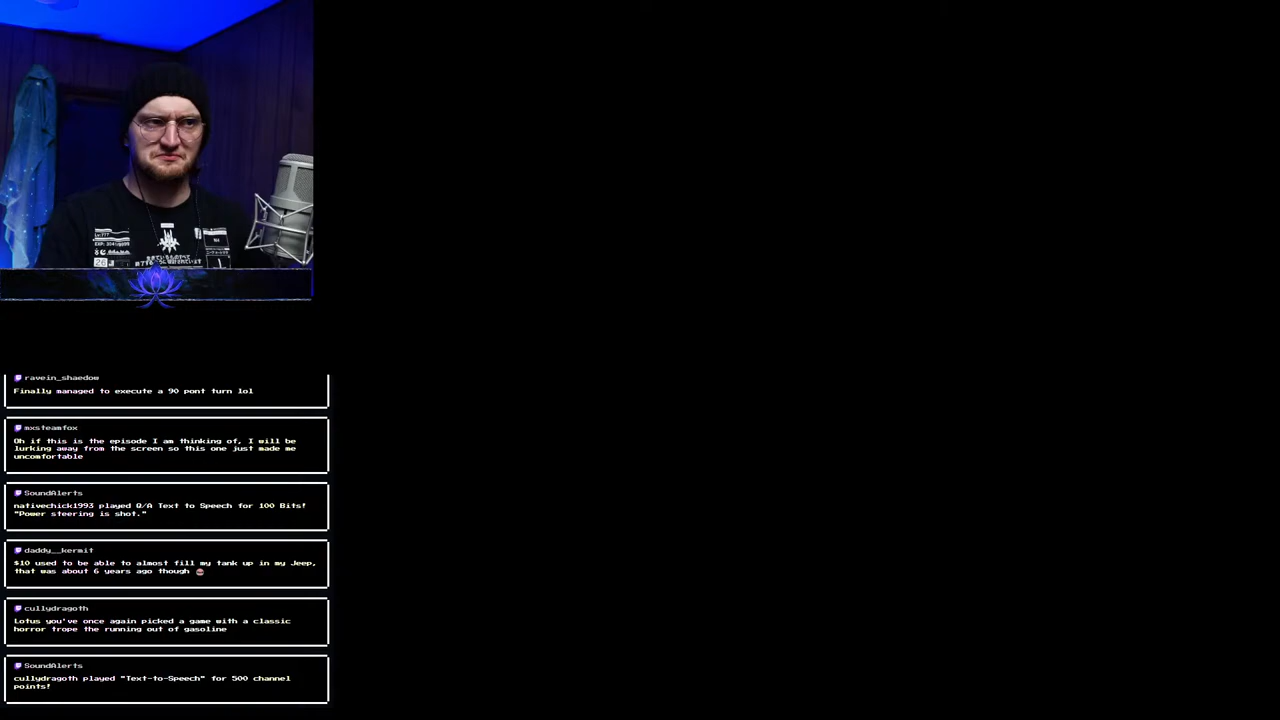 ravein_shaedow
Finally managed to execute a 90 pont turn lol
mxsteamfox
Oh if this is the episode I am thinking of, I will be
lurking away from the screen so this one just made me
uncomfortable
SoundAlerts
nativechick1993 played Q/A Text to Speech for 100 Bits!
"Power steering is shot."
daddy__kermit
$10 used to be able to almost fill my tank up in my Jeep,
that was about 6 years ago though
cullydragoth
Lotus you've once again picked a game with a classic
horror trope the running out of gasoline
SoundAlerts
cullydragoth played "Text-to-Speech" for 500 channel
points!